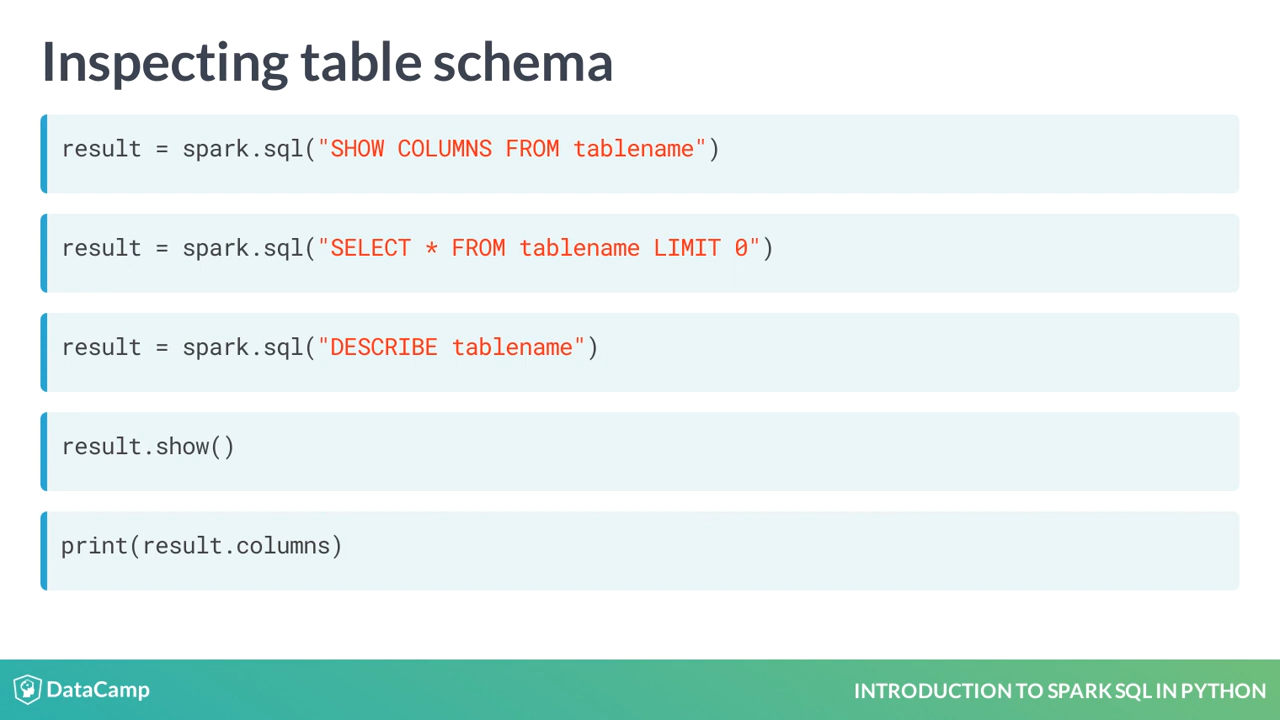 Inspecting table schema
result = spark.sql("SHOW COLUMNS FROM tablename")
result = spark.sql("SELECT * FROM tablename LIMIT 0")
result = spark.sql("DESCRIBE tablename")
result.show()
print(result.columns)
DataCamp
INTRODUCTION TO SPARK SQL IN PYTHON